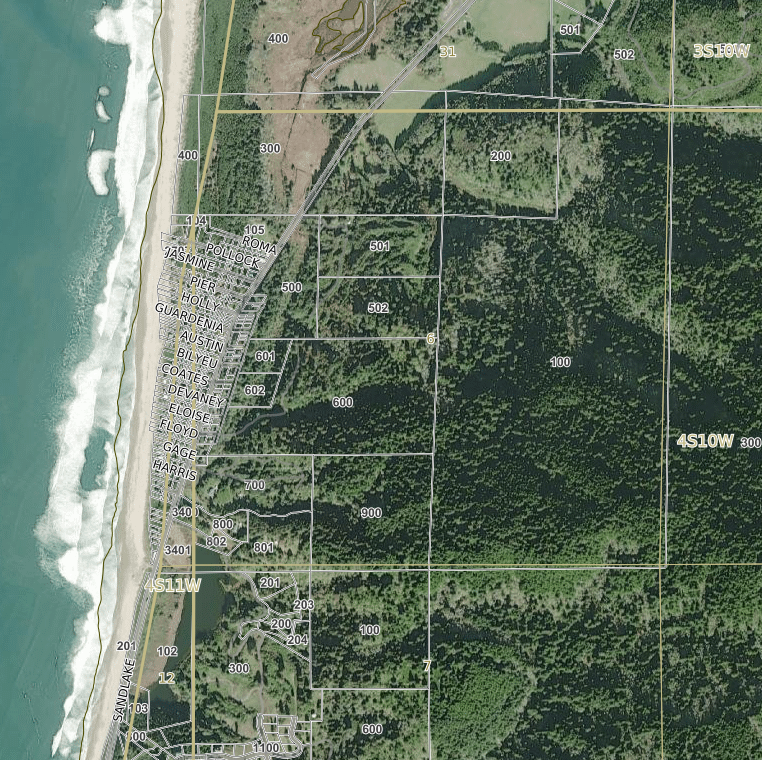 501
400
31
502
3S10W
400
300
200
104
105
ROMA
POLLOCK
501
JASMINE
PIER
500
HOLLY
502
GUARDENIA
AUSTIN
6
BILYEU
601
100
COATES
DEVANEY
602
ELOISE
600
FLOYD
4S10W
300
GAGE
HARRIS
700
340
900
800
802
801
3401
4S11W
201
203
200
100
204
201
102
300
7
12
SANDLAKE
103
600
1100